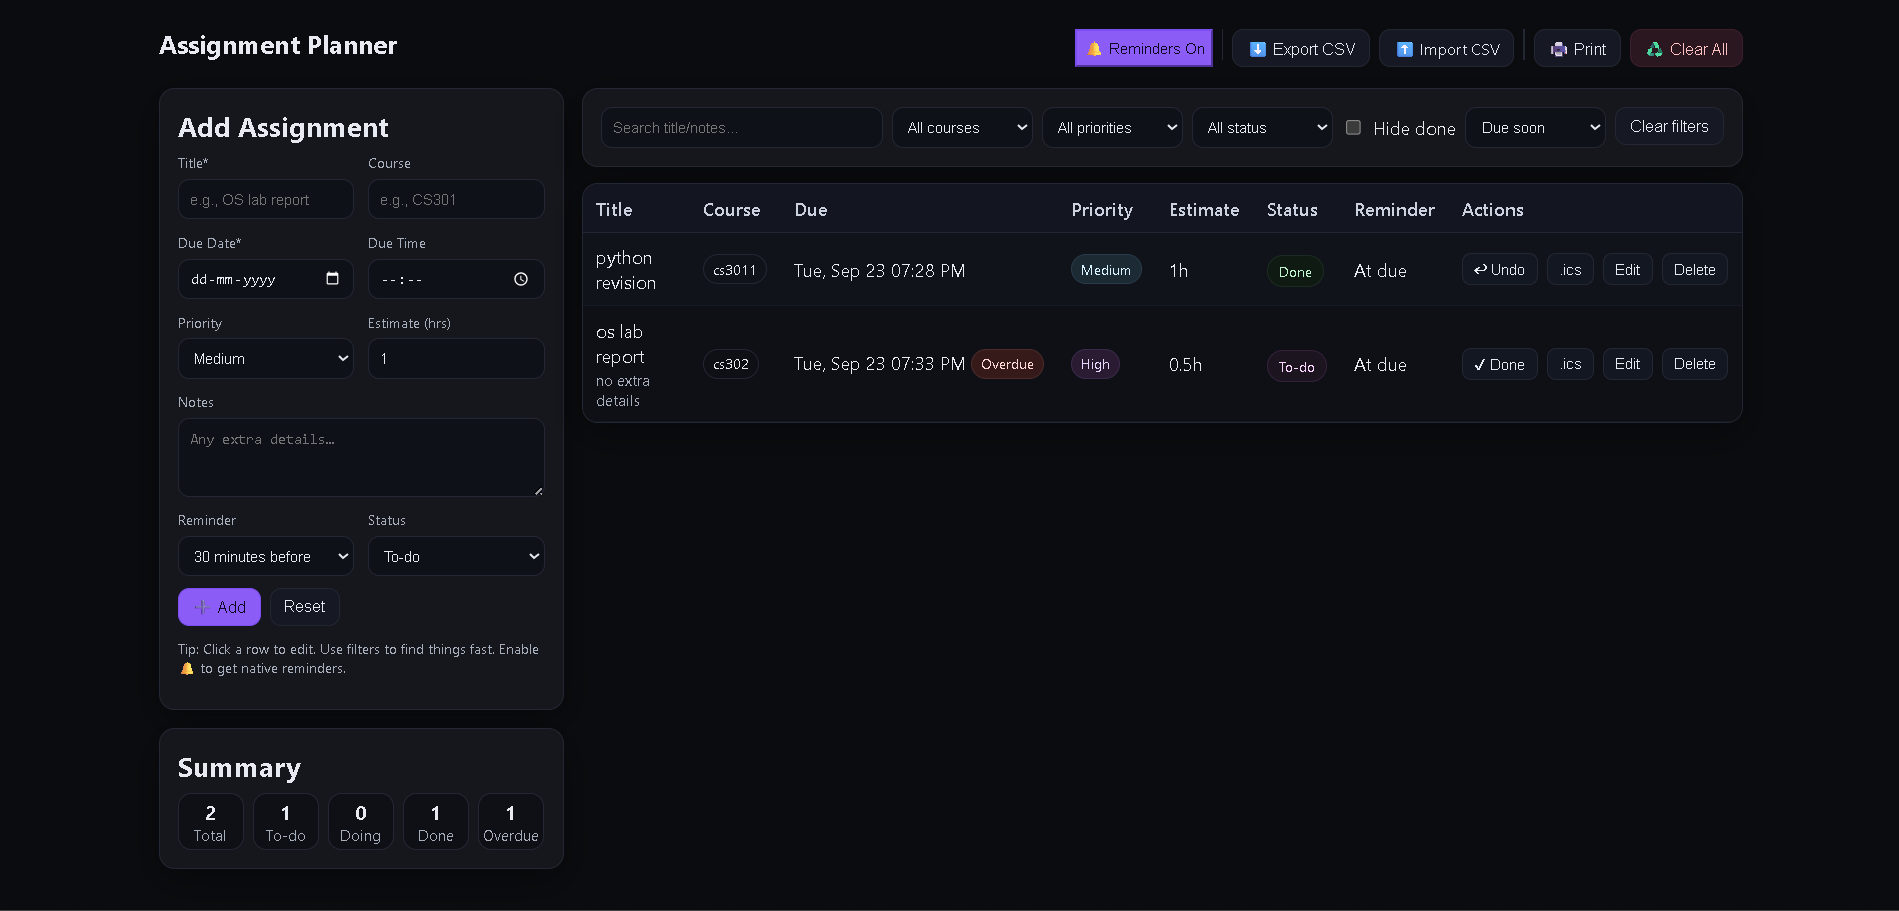 Assignment Planner
Reminders On
Export CSV
Import CSV
Print
Clear All
Add Assignment
Title*
Course
e.g., OS lab report
e.g., CS301
Due Date*
Due Time
dd-mm-yyyy
--:--
Priority
Estimate (hrs)
Medium
1
Notes
Any extra details…
Reminder
Status
30 minutes before
To-do
Add
Reset
Tip: Click a row to edit. Use filters to find things fast. Enable
🔔 to get native reminders.
Summary
2
Total
1
To-do
0
Doing
1
Done
1
Overdue
Search title/notes…
All courses
All priorities
All status
Hide done
Due soon
Clear filters
Title Course Due Priority Estimate Status Reminder Actions
python
revision
cs3011
Tue, Sep 23 07:28 PM
Medium
1h
Done
At due
↩ Undo
.ics
Edit
Delete
os lab
report
no extra
details
cs302
Tue, Sep 23 07:33 PM
Overdue
High
0.5h
To-do
At due
✓ Done
.ics
Edit
Delete